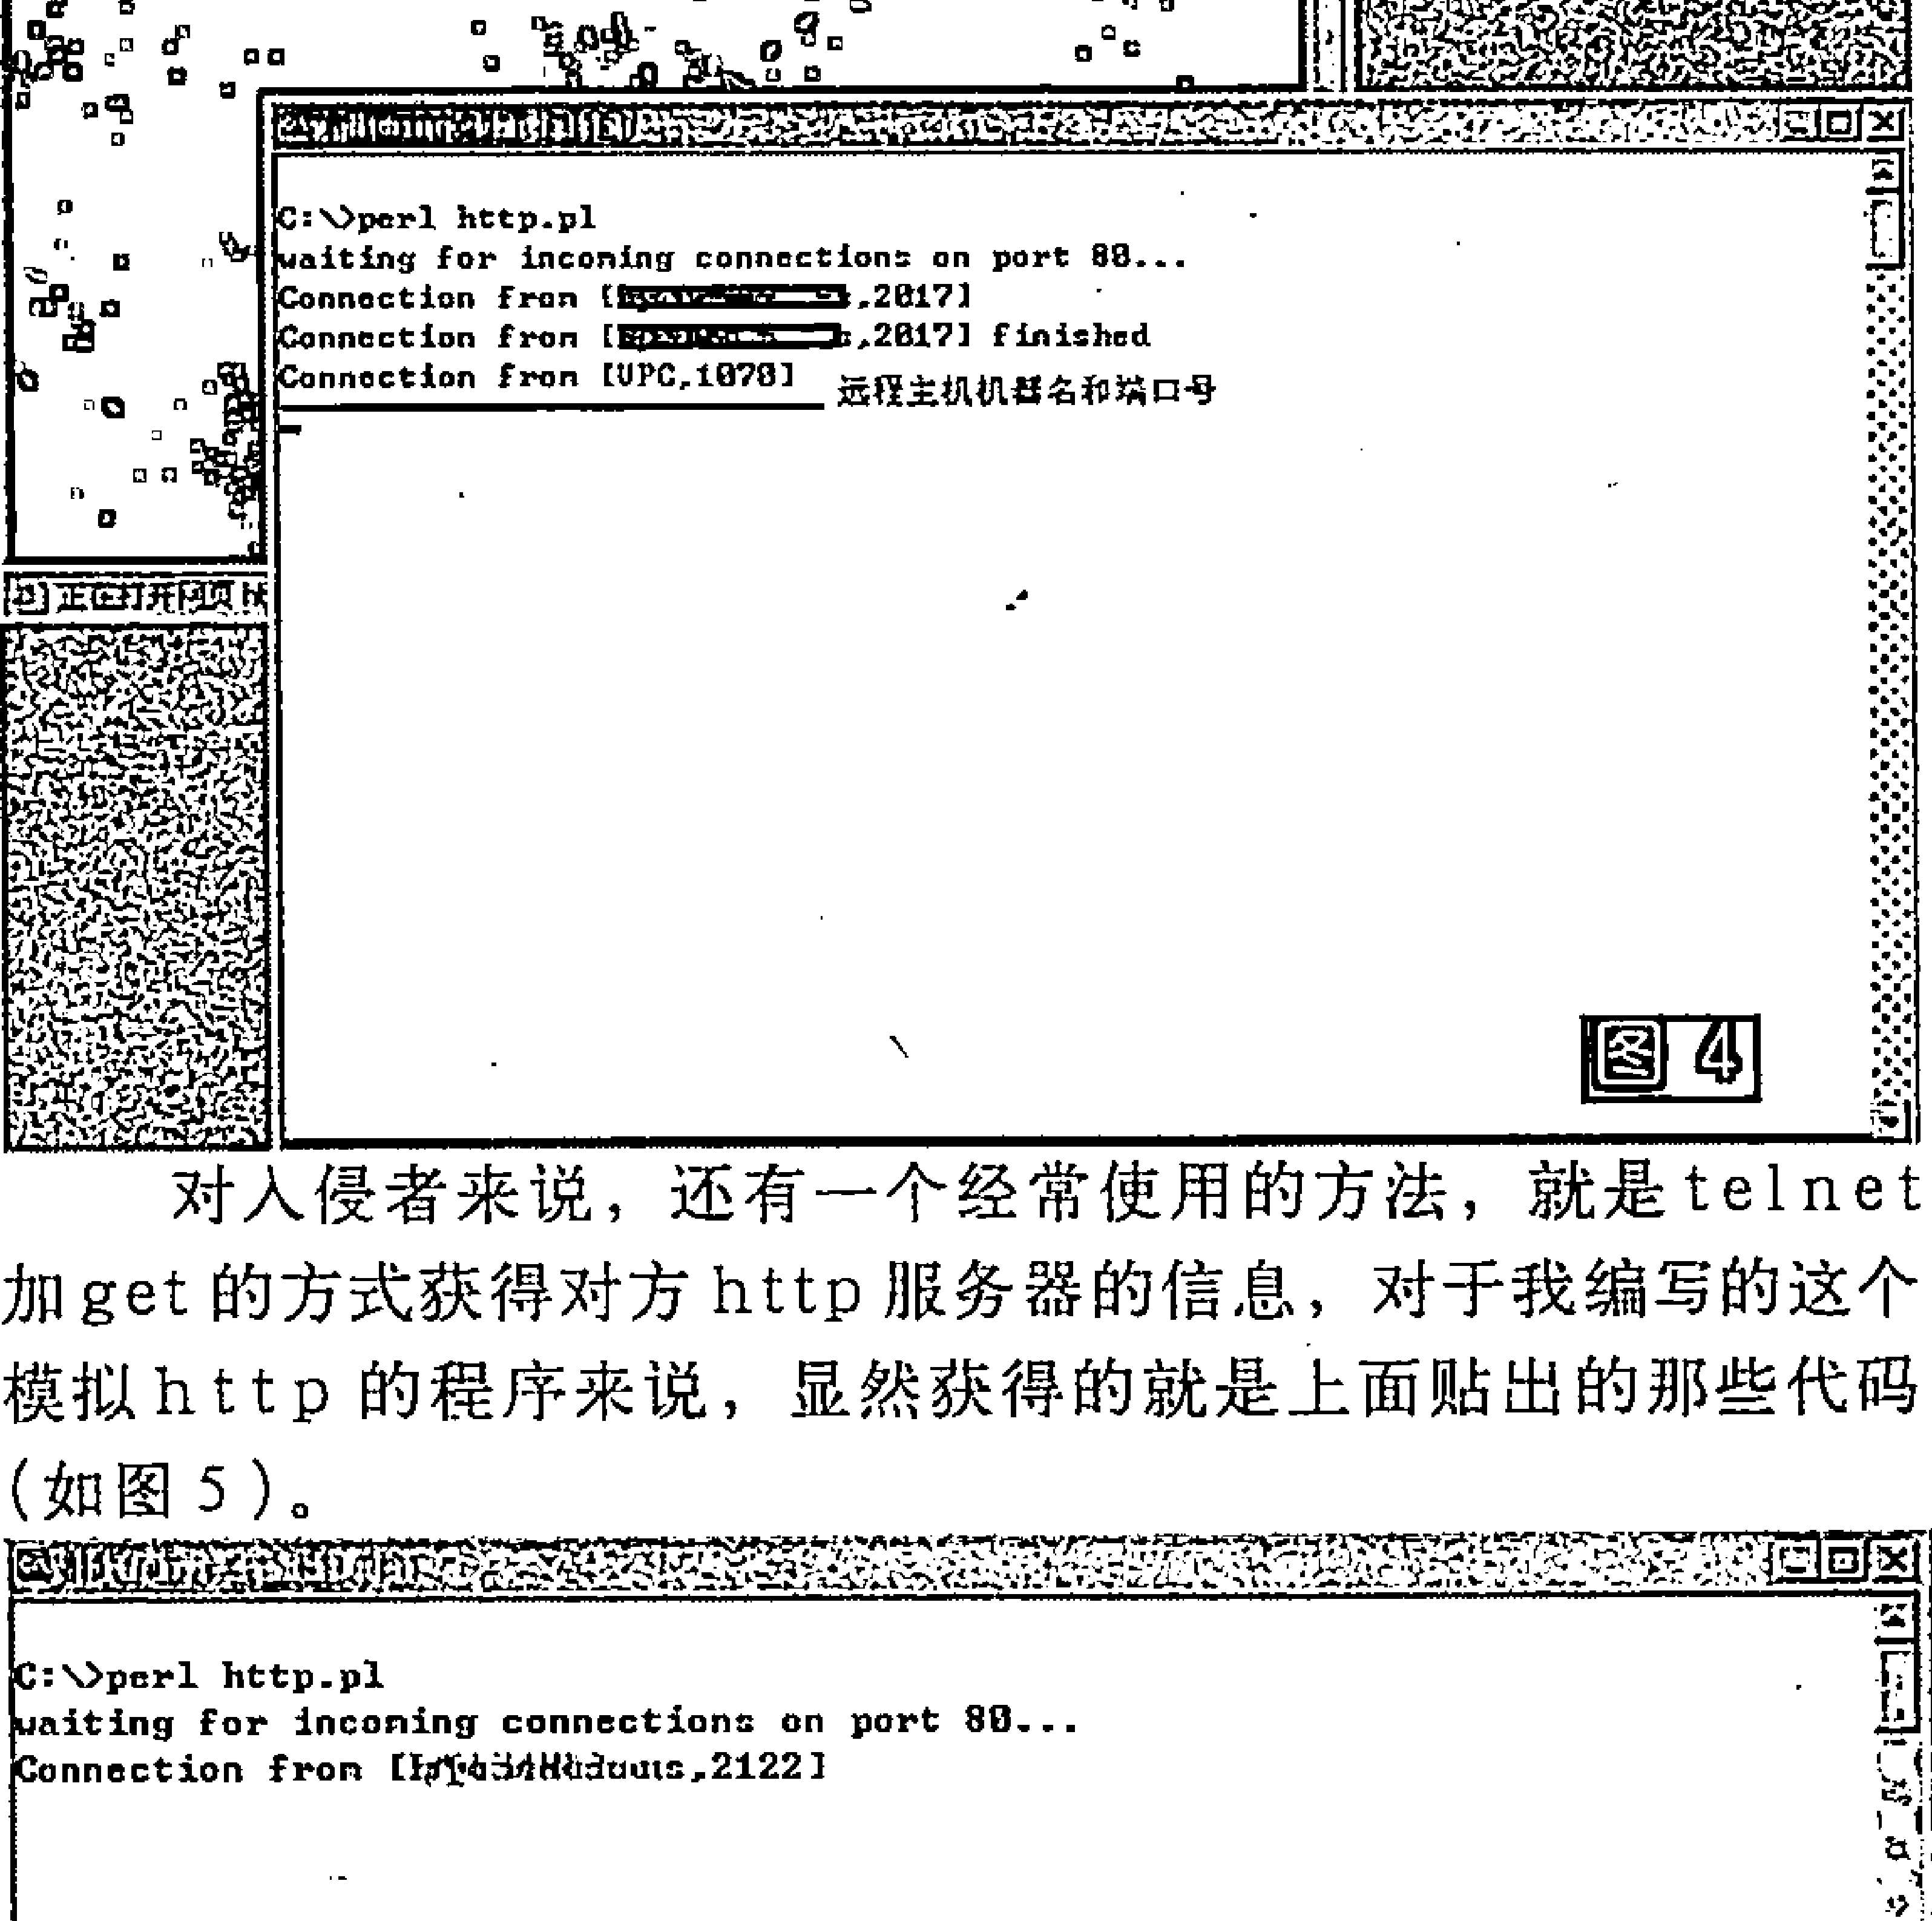 C:\>perl http.pl
waiting for incoming connections on port 80...
Connection from [ ,2017]
Connection from [ ,2017] finished
Connection from [UPC,1070]
远程主机机器名和端口号
正在打开网页
图 4
对入侵者来说，还有一个经常使用的方法，就是telnet
加get的方式获得对方http服务器的信息，对于我编写的这个
模拟http的程序来说，显然获得的就是上面贴出的那些代码
(如图5)。
C:\>perl http.pl
waiting for incoming connections on port 80...
Connection from [ ,2122]